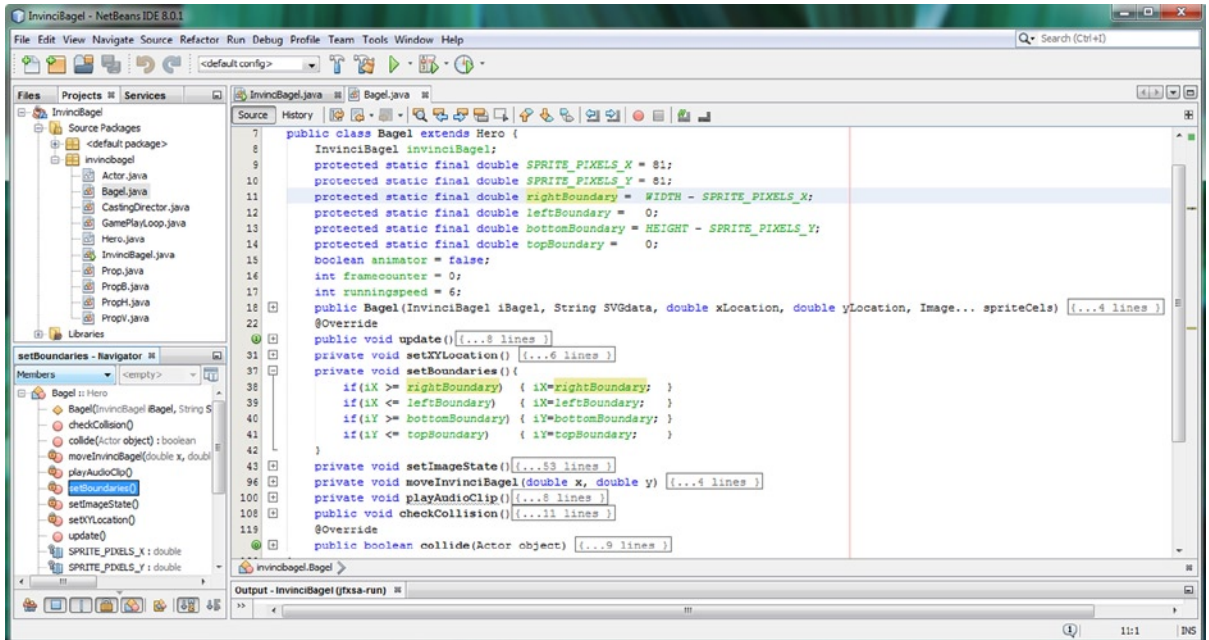 InvinciBagel - NetBeans IDE 8.0.1
File Edit View Navigate Source Refactor Run Debug Profile Team Tools Window Help
Search (Ctrl+I)
<default config>
Files Projects Services
InvinciBagel.java Bagel.java
Source History
InvinciBagel
Source Packages
<default package>
invincibagel
Actor.java
Bagel.java
CastingDirector.java
GamePlayLoop.java
Hero.java
InvinciBagel.java
Prop.java
PropB.java
PropH.java
PropV.java
Libraries
setBoundaries - Navigator
Members <empty>
Bagel :: Hero
Bagel(InvinciBagel iBagel, String S
checkCollision()
collide(Actor object) : boolean
moveInvinciBagel(double x, doubl
playAudioClip()
setBoundaries()
setImageState()
setXYLocation()
update()
SPRITE_PIXELS_X : double
SPRITE_PIXELS_Y : double
7 public class Bagel extends Hero {
8 InvinciBagel invinciBagel;
9 protected static final double SPRITE_PIXELS_X = 81;
10 protected static final double SPRITE_PIXELS_Y = 81;
11 protected static final double rightBoundary = WIDTH - SPRITE_PIXELS_X;
12 protected static final double leftBoundary = 0;
13 protected static final double bottomBoundary = HEIGHT - SPRITE_PIXELS_Y;
14 protected static final double topBoundary = 0;
15 boolean animator = false;
16 int framecounter = 0;
17 int runningspeed = 6;
18 public Bagel(InvinciBagel iBagel, String SVGdata, double xLocation, double yLocation, Image... spriteCels) {...4 lines }
22 @Override
public void update() {...8 lines }
31 private void setXYLocation() {...6 lines }
37 private void setBoundaries(){
38 if(iX >= rightBoundary) { iX=rightBoundary; }
39 if(iX <= leftBoundary) { iX=leftBoundary; }
40 if(iY >= bottomBoundary) { iY=bottomBoundary; }
41 if(iY <= topBoundary) { iY=topBoundary; }
42 }
43 private void setImageState() {...53 lines }
96 private void moveInvinciBagel(double x, double y) {...4 lines }
100 private void playAudioClip() {...8 lines }
108 public void checkCollision() {...11 lines }
119 @Override
public boolean collide(Actor object) {...9 lines }
invincibagel.Bagel
Output - InvinciBagel (jfxsa-run)
11:1 INS